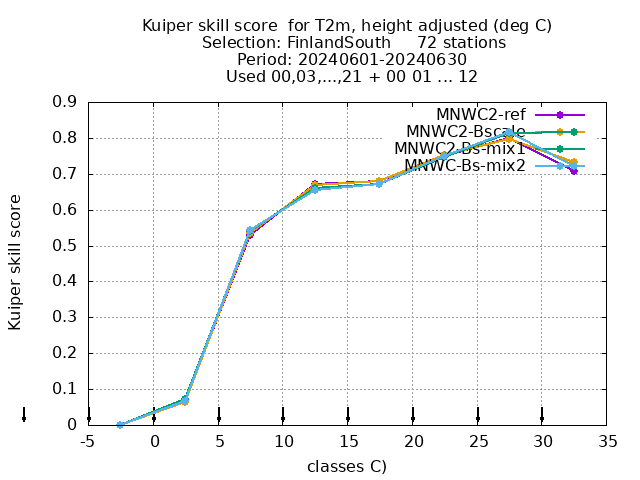 Kuiper skill score  for T2m, height adjusted (deg C)
Selection: FinlandSouth     72 stations
Period: 20240601-20240630
Used 00,03,...,21 + 00 01 ... 12
MNWC2-ref
MNWC2-Bscale
MNWC2-Bs-mix1
MNWC-Bs-mix2
Kuiper skill score
0.9
0.8
0.7
0.6
0.5
0.4
0.3
0.2
0.1
0
-5 0 5 10 15 20 25 30 35
classes C)